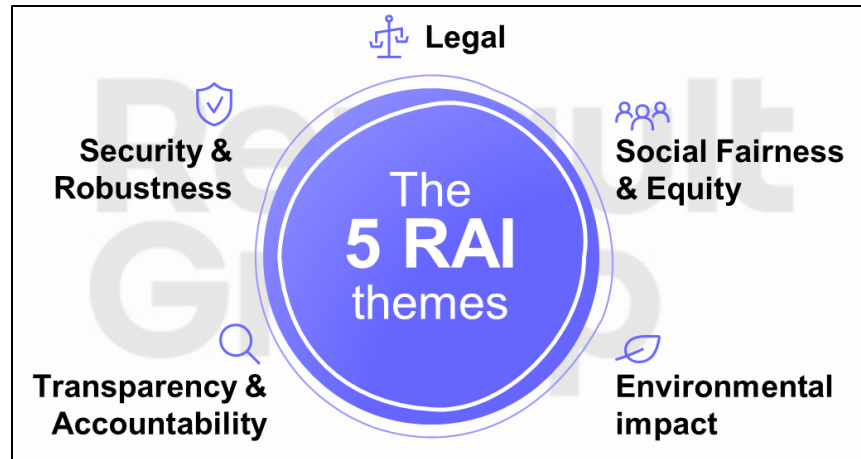 Legal
Security &
Robustness
Social Fairness
& Equity
The
5 RAI
themes
Transparency &
Accountability
Environmental
impact